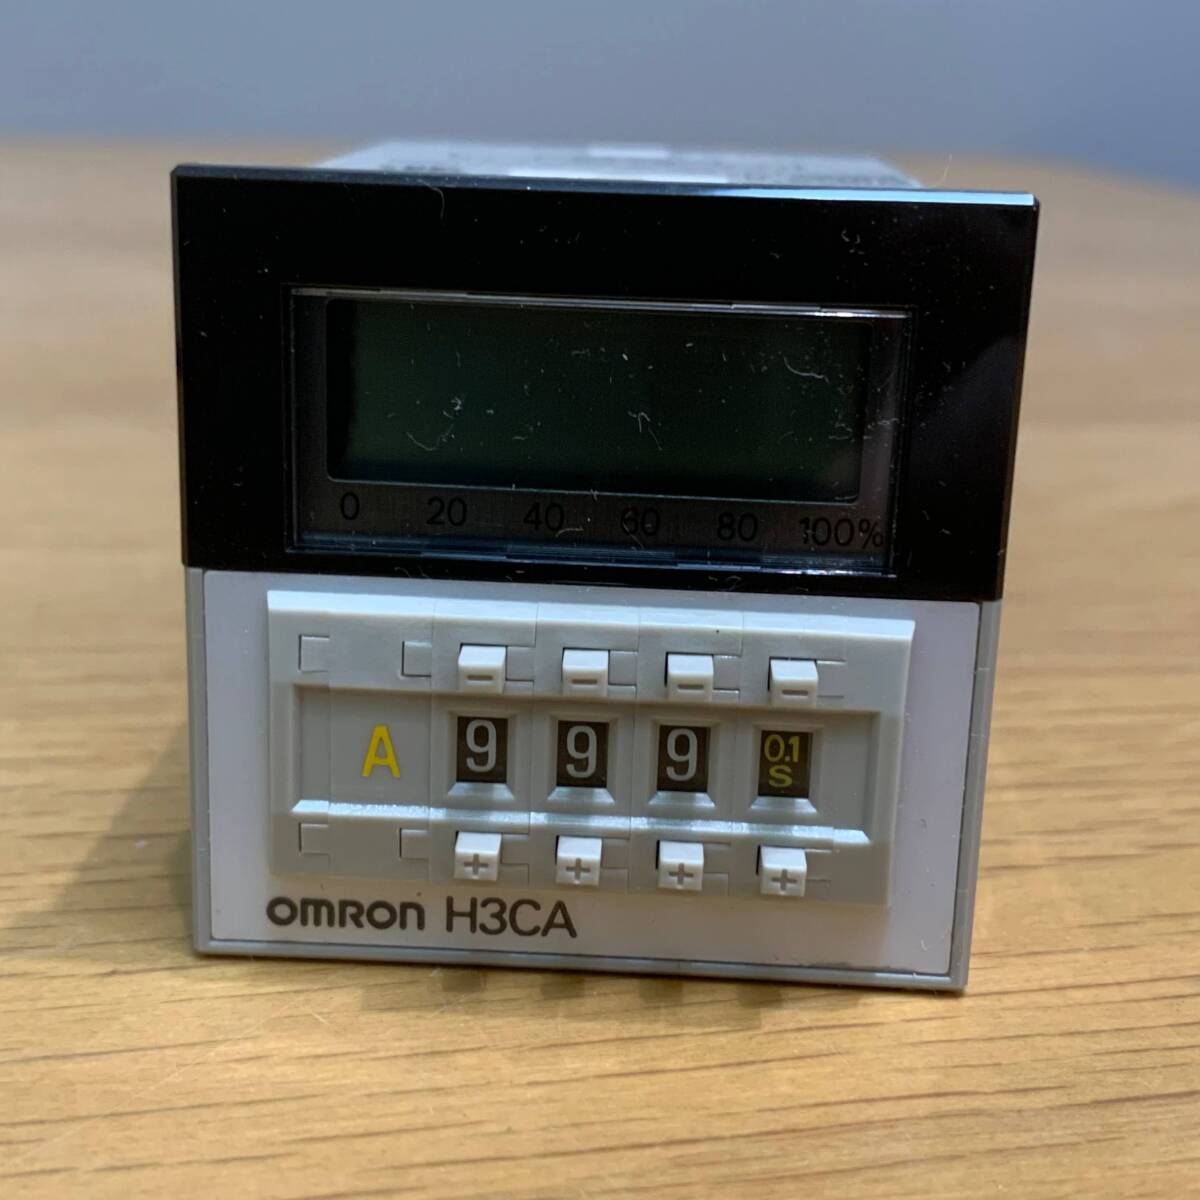 0 20 40 60 80 100%
- - - -
A 9 9 9 0.1 S
+ + + +
omron H3CA